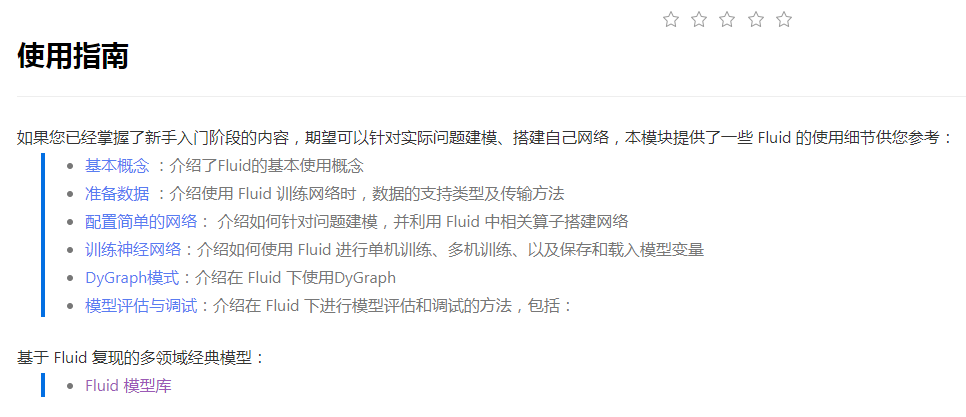 使用指南
如果您已经掌握了新手入门阶段的内容，期望可以针对实际问题建模、搭建自己网络，本模块提供了一些 Fluid 的使用细节供您参考：
基本概念 ：介绍了Fluid的基本使用概念
准备数据 ：介绍使用 Fluid 训练网络时，数据的支持类型及传输方法
配置简单的网络： 介绍如何针对问题建模，并利用 Fluid 中相关算子搭建网络
训练神经网络：介绍如何使用 Fluid 进行单机训练、多机训练、以及保存和载入模型变量
DyGraph模式：介绍在 Fluid 下使用DyGraph
模型评估与调试：介绍在 Fluid 下进行模型评估和调试的方法，包括：
基于 Fluid 复现的多领域经典模型：
Fluid 模型库